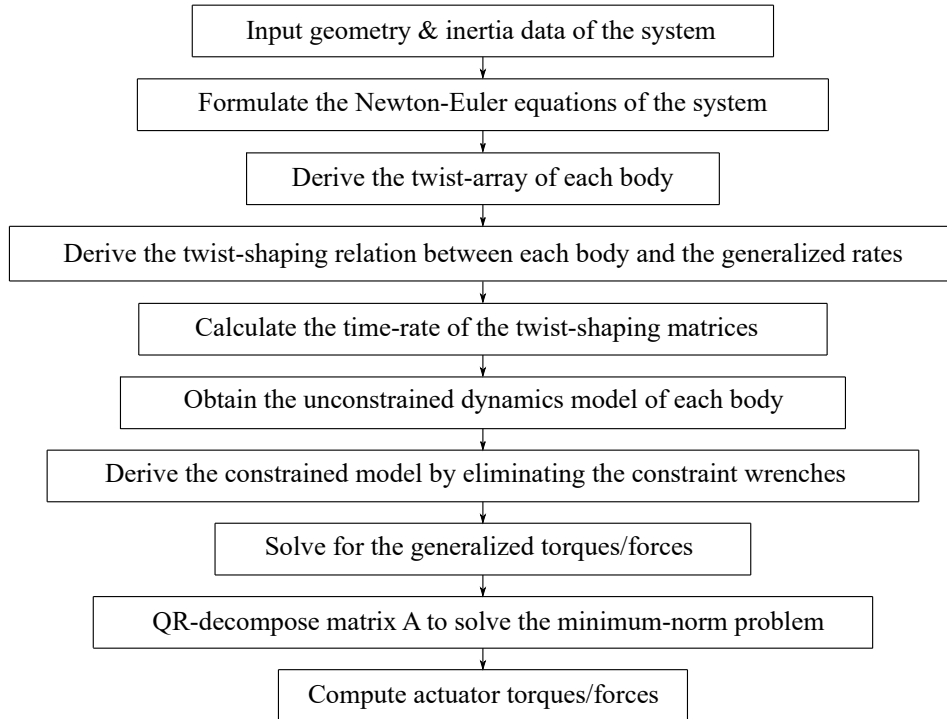 Input geometry & inertia data of the system
Formulate the Newton-Euler equations of the system
Derive the twist-array of each body
Derive the twist-shaping relation between each body and the generalized rates
Calculate the time-rate of the twist-shaping matrices
Obtain the unconstrained dynamics model of each body
Derive the constrained model by eliminating the constraint wrenches
Solve for the generalized torques/forces
QR-decompose matrix A to solve the minimum-norm problem
Compute actuator torques/forces